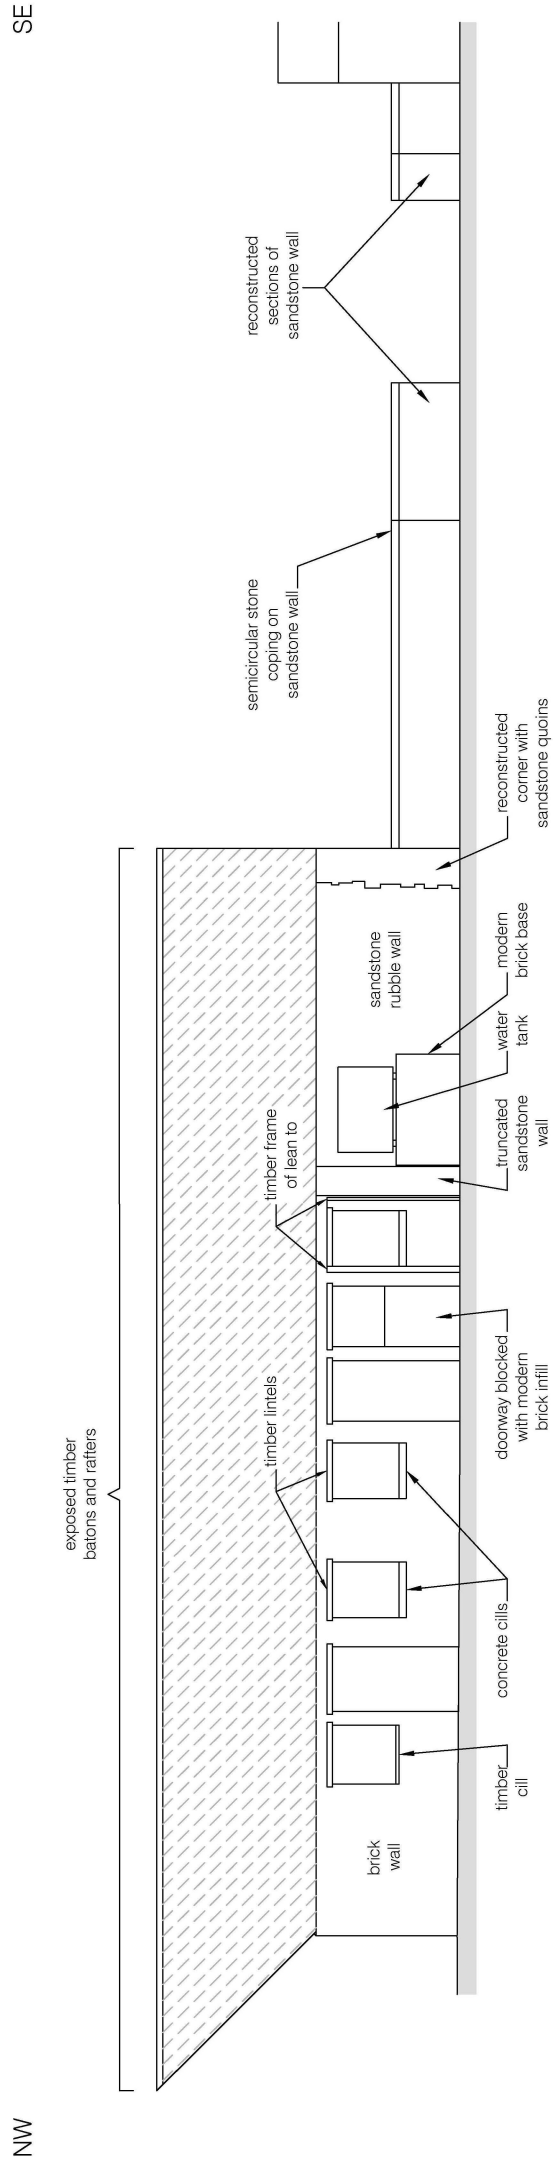 NW
SE
exposed timber
batons and rafters
timber lintels
timber frame
of lean to
semicircular stone
coping on
sandstone wall
reconstructed
sections of
sandstone wall
brick
wall
sandstone
rubble wall
timber
cill
concrete cills
doorway blocked
with modern
brick infill
truncated
sandstone
wall
water
tank
modern
brick base
reconstructed
corner with
sandstone quoins